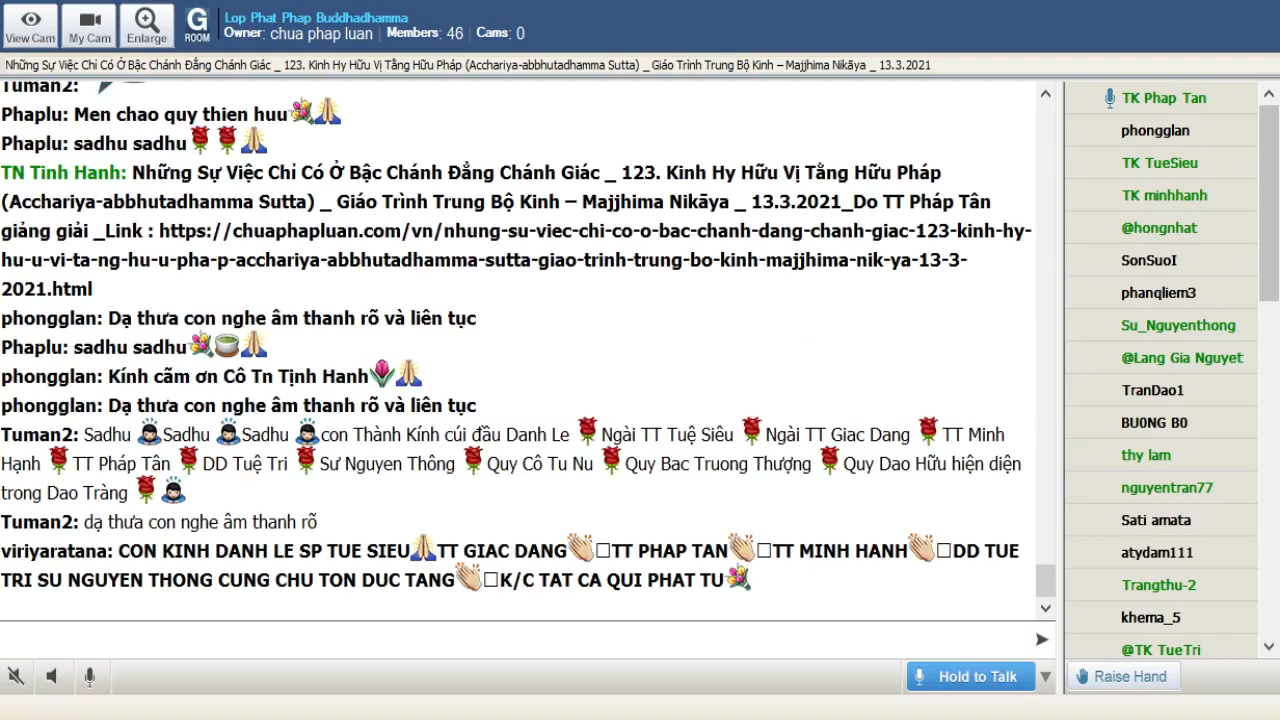 View Cam
My Cam
Enlarge
G
ROOM
Lop Phat Phap Buddhadhamma
Owner: chua phap luan Members: 46 Cams: 0
Những Sự Việc Chỉ Có Ở Bậc Chánh Đẳng Chánh Giác _ 123. Kinh Hy Hữu Vị Tằng Hữu Pháp (Acchariya-abbhutadhamma Sutta) _ Giáo Trình Trung Bộ Kinh – Majjhima Nikāya _ 13.3.2021
Tuman2:
Phaplu: Men chao quy thien huu💐🙏
Phaplu: sadhu sadhu🌹🌹🙏
TN Tinh Hanh: Những Sự Việc Chỉ Có Ở Bậc Chánh Đẳng Chánh Giác _ 123. Kinh Hy Hữu Vị Tằng Hữu Pháp
(Acchariya-abbhutadhamma Sutta) _ Giáo Trình Trung Bộ Kinh – Majjhima Nikāya _ 13.3.2021_Do TT Pháp Tân
giảng giải _Link : https://chuaphapluan.com/vn/nhung-su-viec-chi-co-o-bac-chanh-dang-chanh-giac-123-kinh-hy-
hu-u-vi-ta-ng-hu-u-pha-p-acchariya-abbhutadhamma-sutta-giao-trinh-trung-bo-kinh-majjhima-nik-ya-13-3-
2021.html
phongglan: Dạ thưa con nghe âm thanh rõ và liên tục
Phaplu: sadhu sadhu💐🍵🙏
phongglan: Kính cãm ơn Cô Tn Tịnh Hanh🌷🙏
phongglan: Dạ thưa con nghe âm thanh rõ và liên tục
Tuman2: Sadhu 🙇Sadhu 🙇Sadhu 🙇con Thành Kính cúi đầu Danh Le 🌹Ngài TT Tuệ Siêu 🌹Ngài TT Giac Dang 🌹TT Minh
Hạnh 🌹TT Pháp Tân 🌹DD Tuệ Tri 🌹Sư Nguyen Thông 🌹Quy Cô Tu Nu 🌹Quy Bac Truong Thượng 🌹Quy Dao Hữu hiện diện
trong Dao Tràng 🌹🙇
Tuman2: dạ thưa con nghe âm thanh rõ
viriyaratana: CON KINH DANH LE SP TUE SIEU🙏TT GIAC DANG👏□TT PHAP TAN👏□TT MINH HANH👏□DD TUE
TRI SU NGUYEN THONG CUNG CHU TON DUC TANG👏□K/C TAT CA QUI PHAT TU💐
Hold to Talk
TK Phap Tan
phongglan
TK TueSieu
TK minhhanh
@hongnhat
SonSuoI
phanqliem3
Su_Nguyenthong
@Lang Gia Nguyet
TranDao1
BU0NG B0
thy lam
nguyentran77
Sati amata
atydam111
Trangthu-2
khema_5
@TK TueTri
Raise Hand